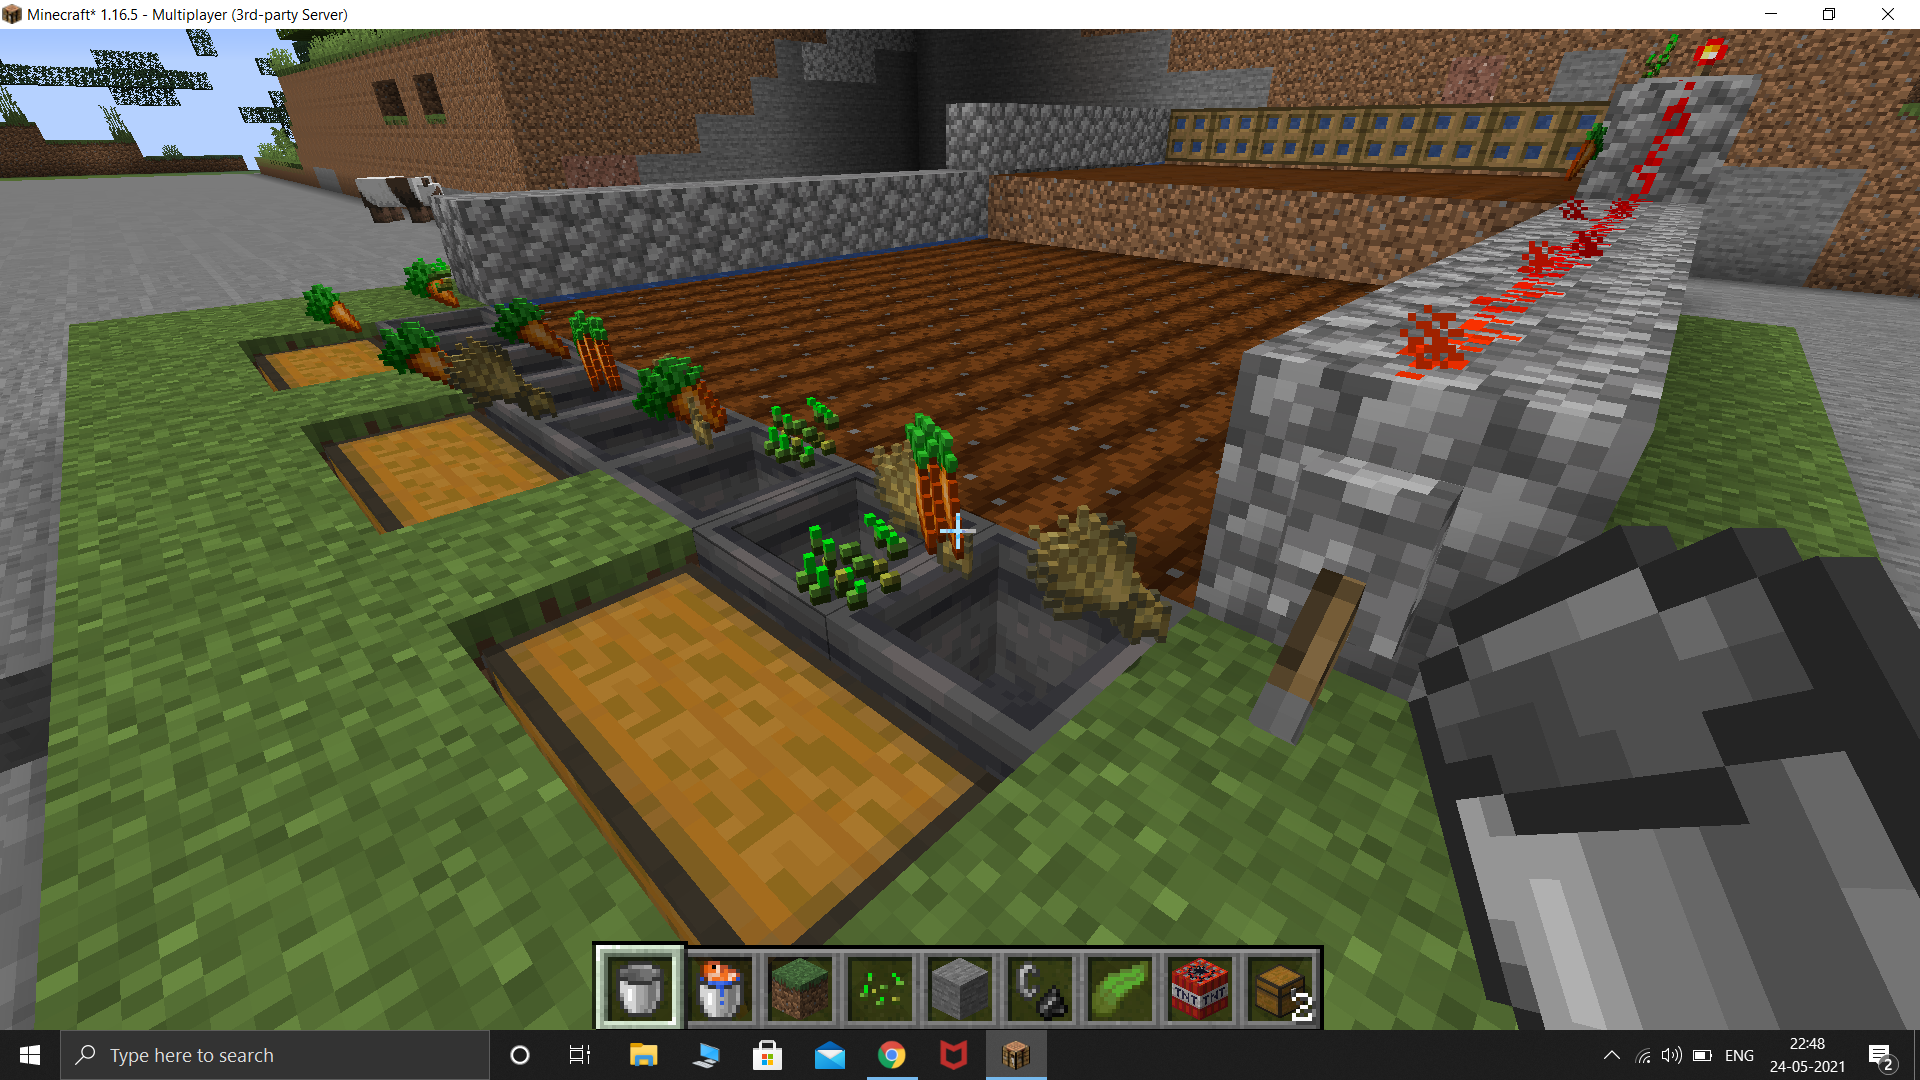 Minecraft* 1.16.5 - Multiplayer (3rd-party Server)
TNT TNT
2
Type here to search
ENG
22:48
24-05-2021
2